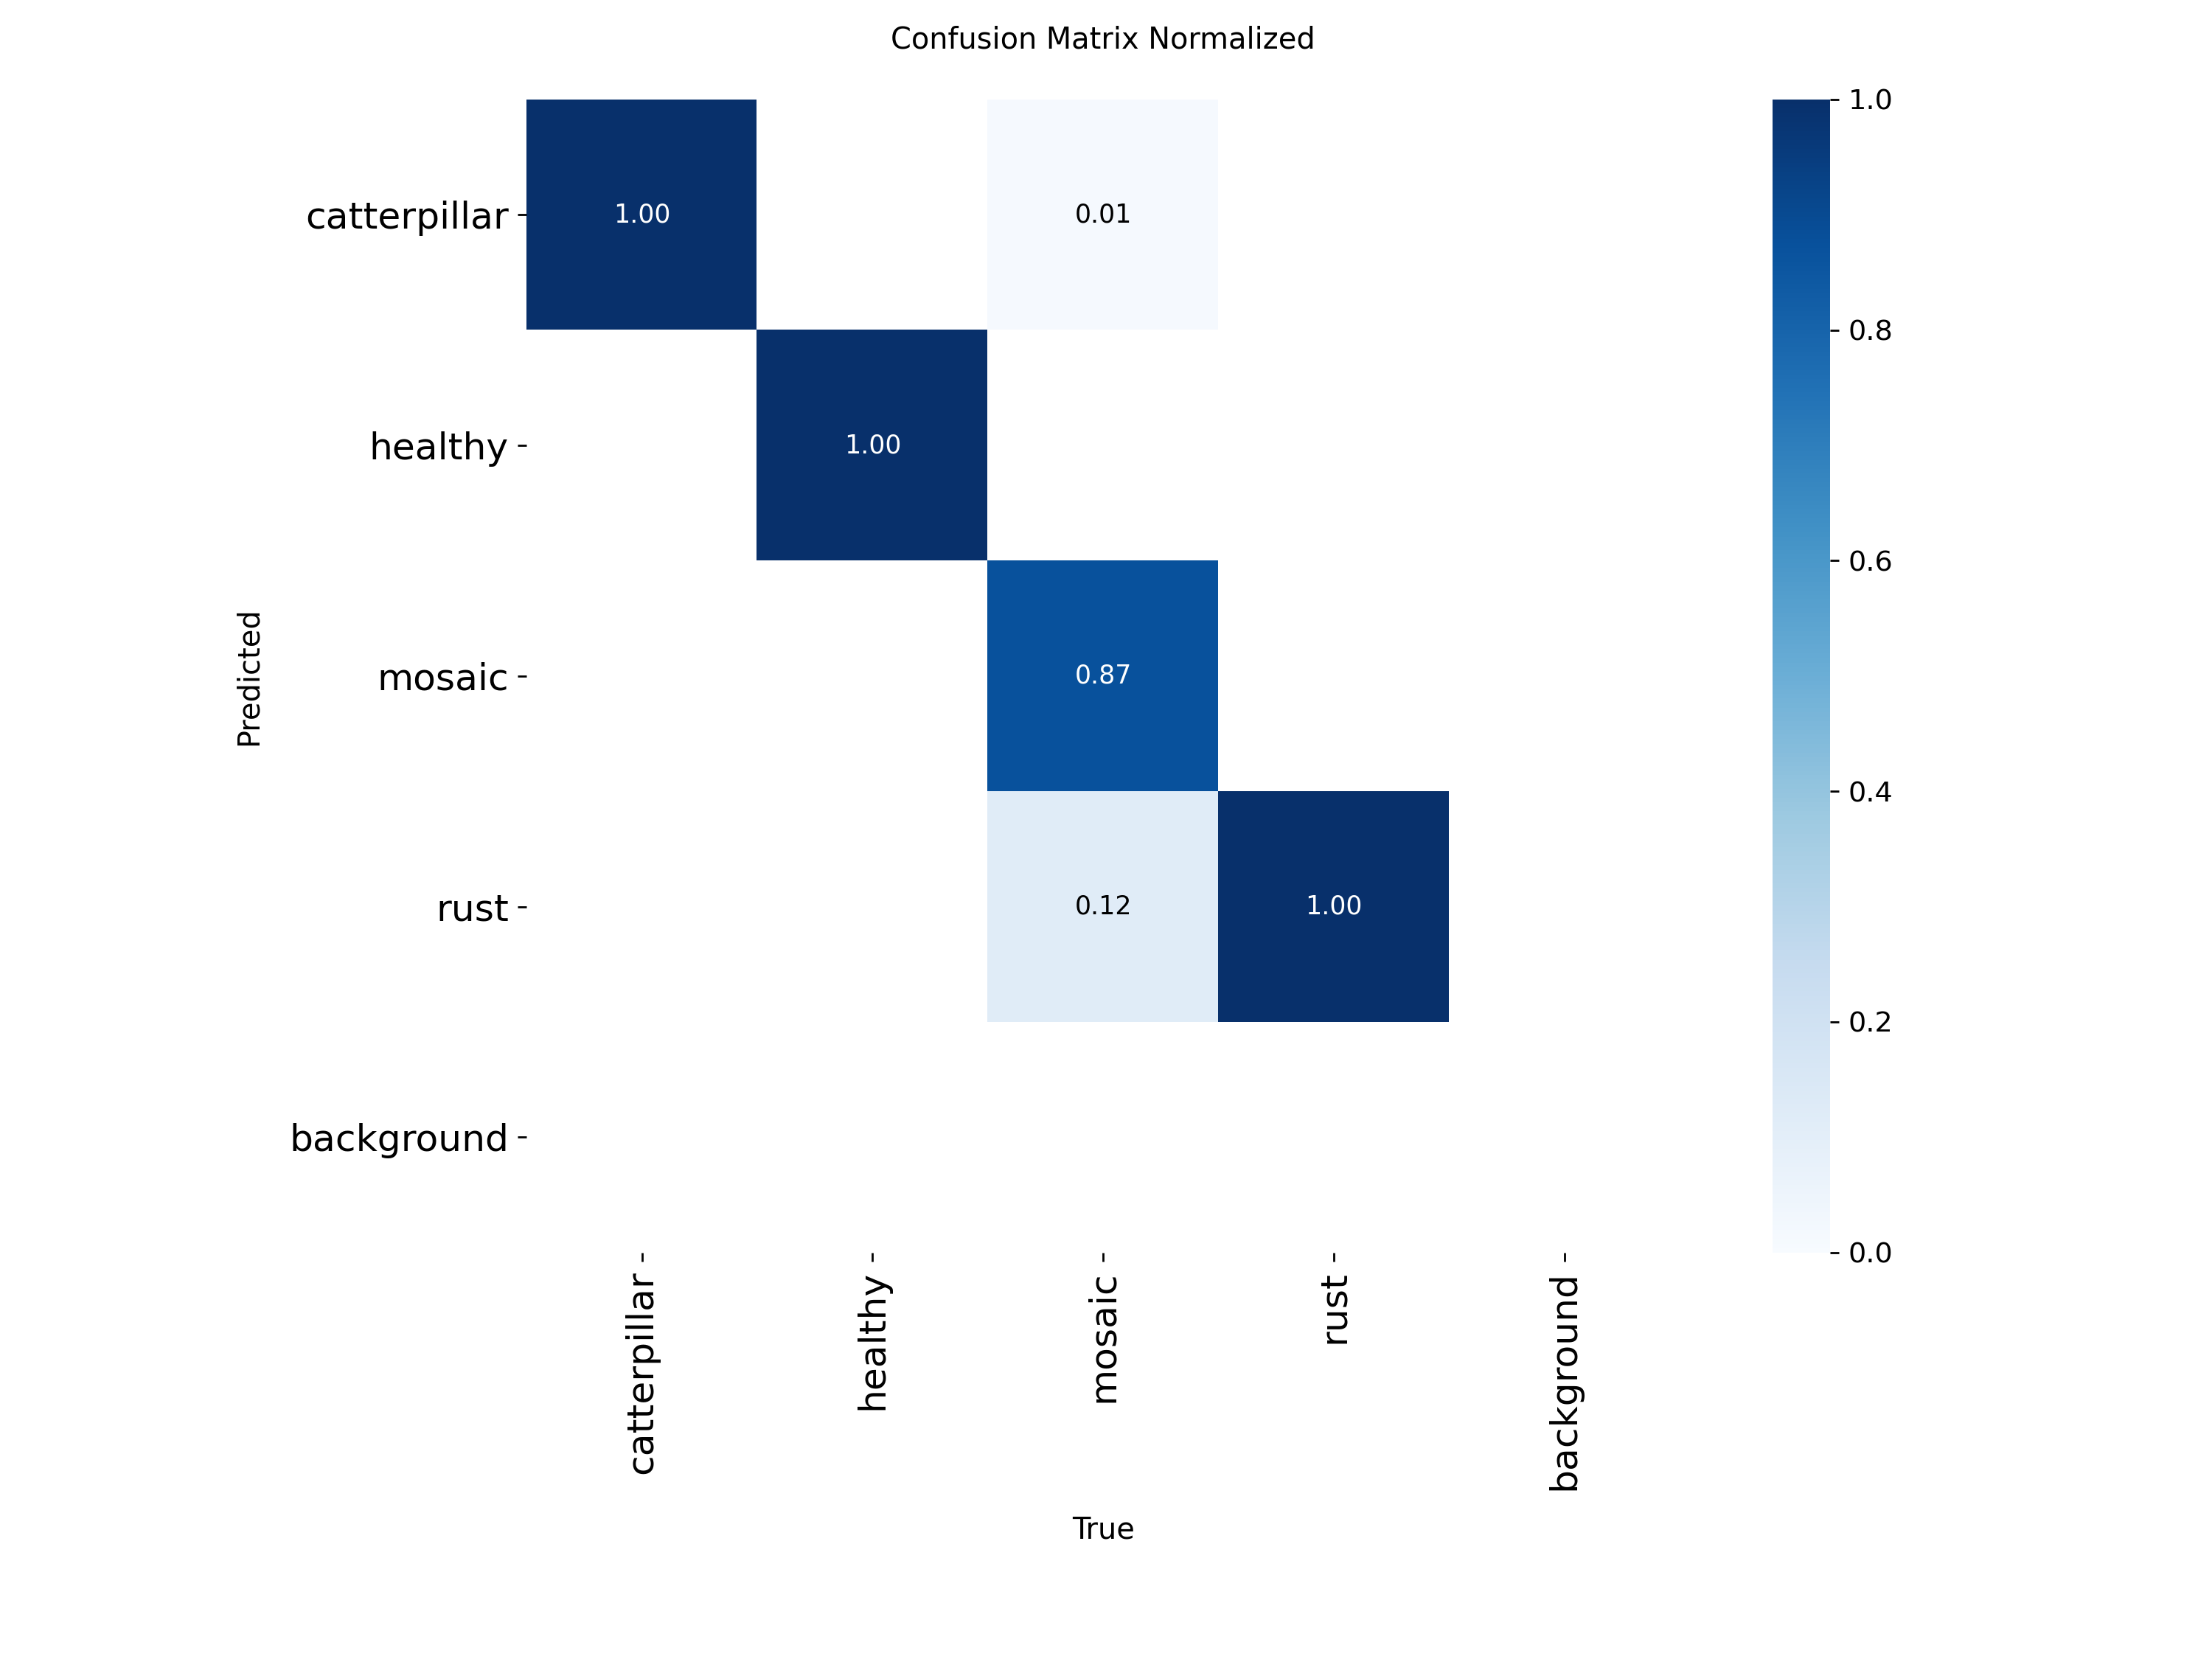 Confusion Matrix Normalized
catterpillar
healthy
mosaic
rust
background
Predicted
1.00
0.01
1.00
0.87
0.12
1.00
1.0
0.8
0.6
0.4
0.2
0.0
catterpillar
healthy
mosaic
rust
background
True